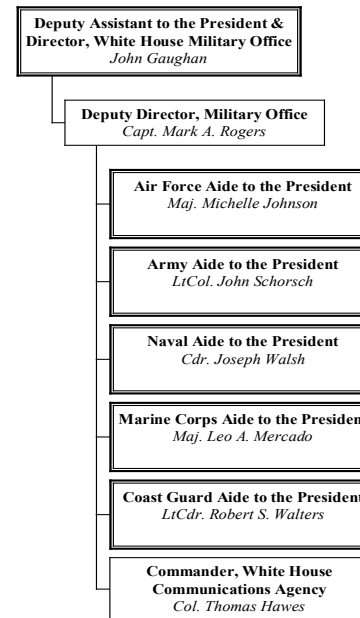 Deputy Assistant to the President &
Director, White House Military Office
John Gaughan
Deputy Director, Military Office
Capt. Mark A. Rogers
Air Force Aide to the President
Maj. Michelle Johnson
Army Aide to the President
LtCol. John Schorsch
Naval Aide to the President
Cdr. Joseph Walsh
Marine Corps Aide to the Presiden
Maj. Leo A. Mercado
Coast Guard Aide to the President
LtCdr. Robert S. Walters
Commander, White House
Communications Agency
Col. Thomas Hawes